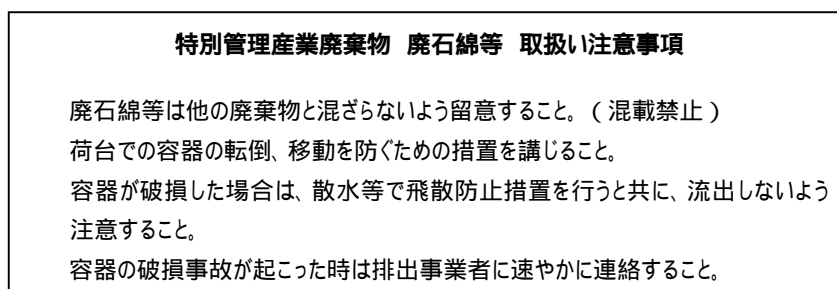 特別管理産業廃棄物 廃石綿等 取扱い注意事項
廃石綿等は他の廃棄物と混ざらないよう留意すること。(混載禁止)
荷台での容器の転倒、移動を防ぐための措置を講じること。
容器が破損した場合は、散水等で飛散防止措置を行うと共に、流出しないよう
注意すること。
容器の破損事故が起こった時は排出事業者に速やかに連絡すること。